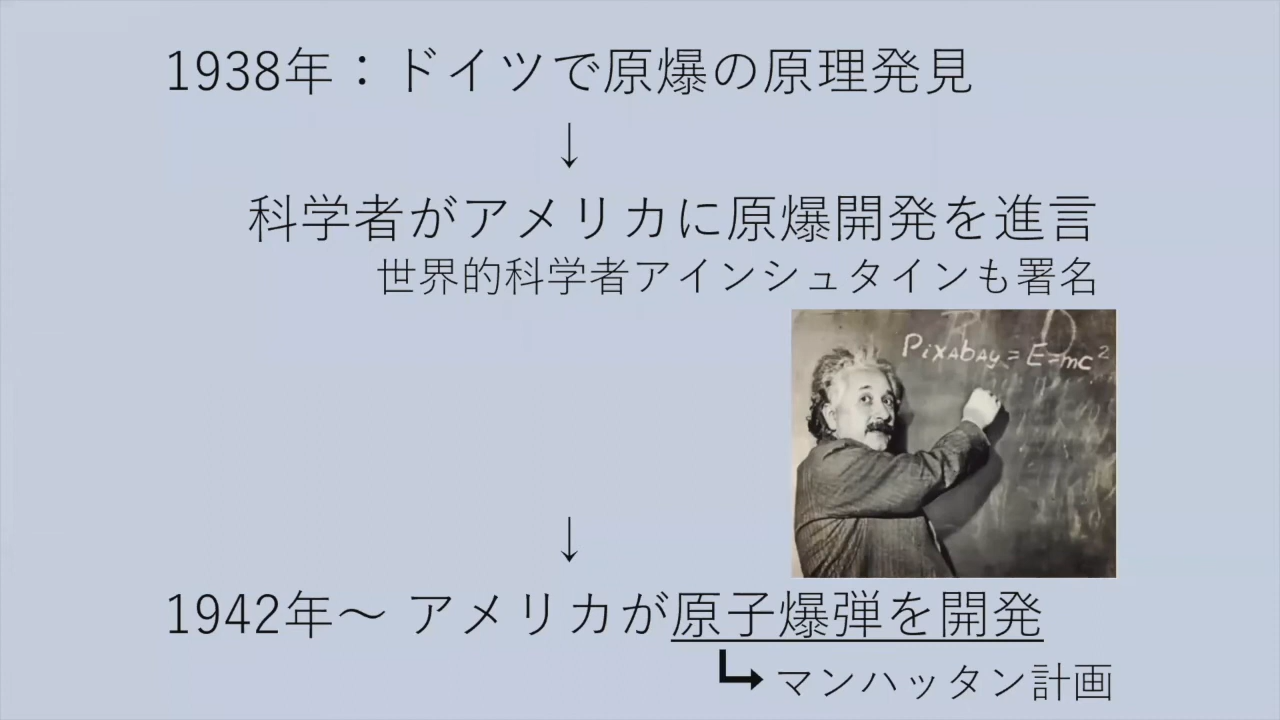 1938年：ドイツで原爆の原理発見
↓
科学者がアメリカに原爆開発を進言
世界的科学者アインシュタインも署名
Pixabay = E=mc²
↓
1942年～ アメリカが原子爆弾を開発
マンハッタン計画